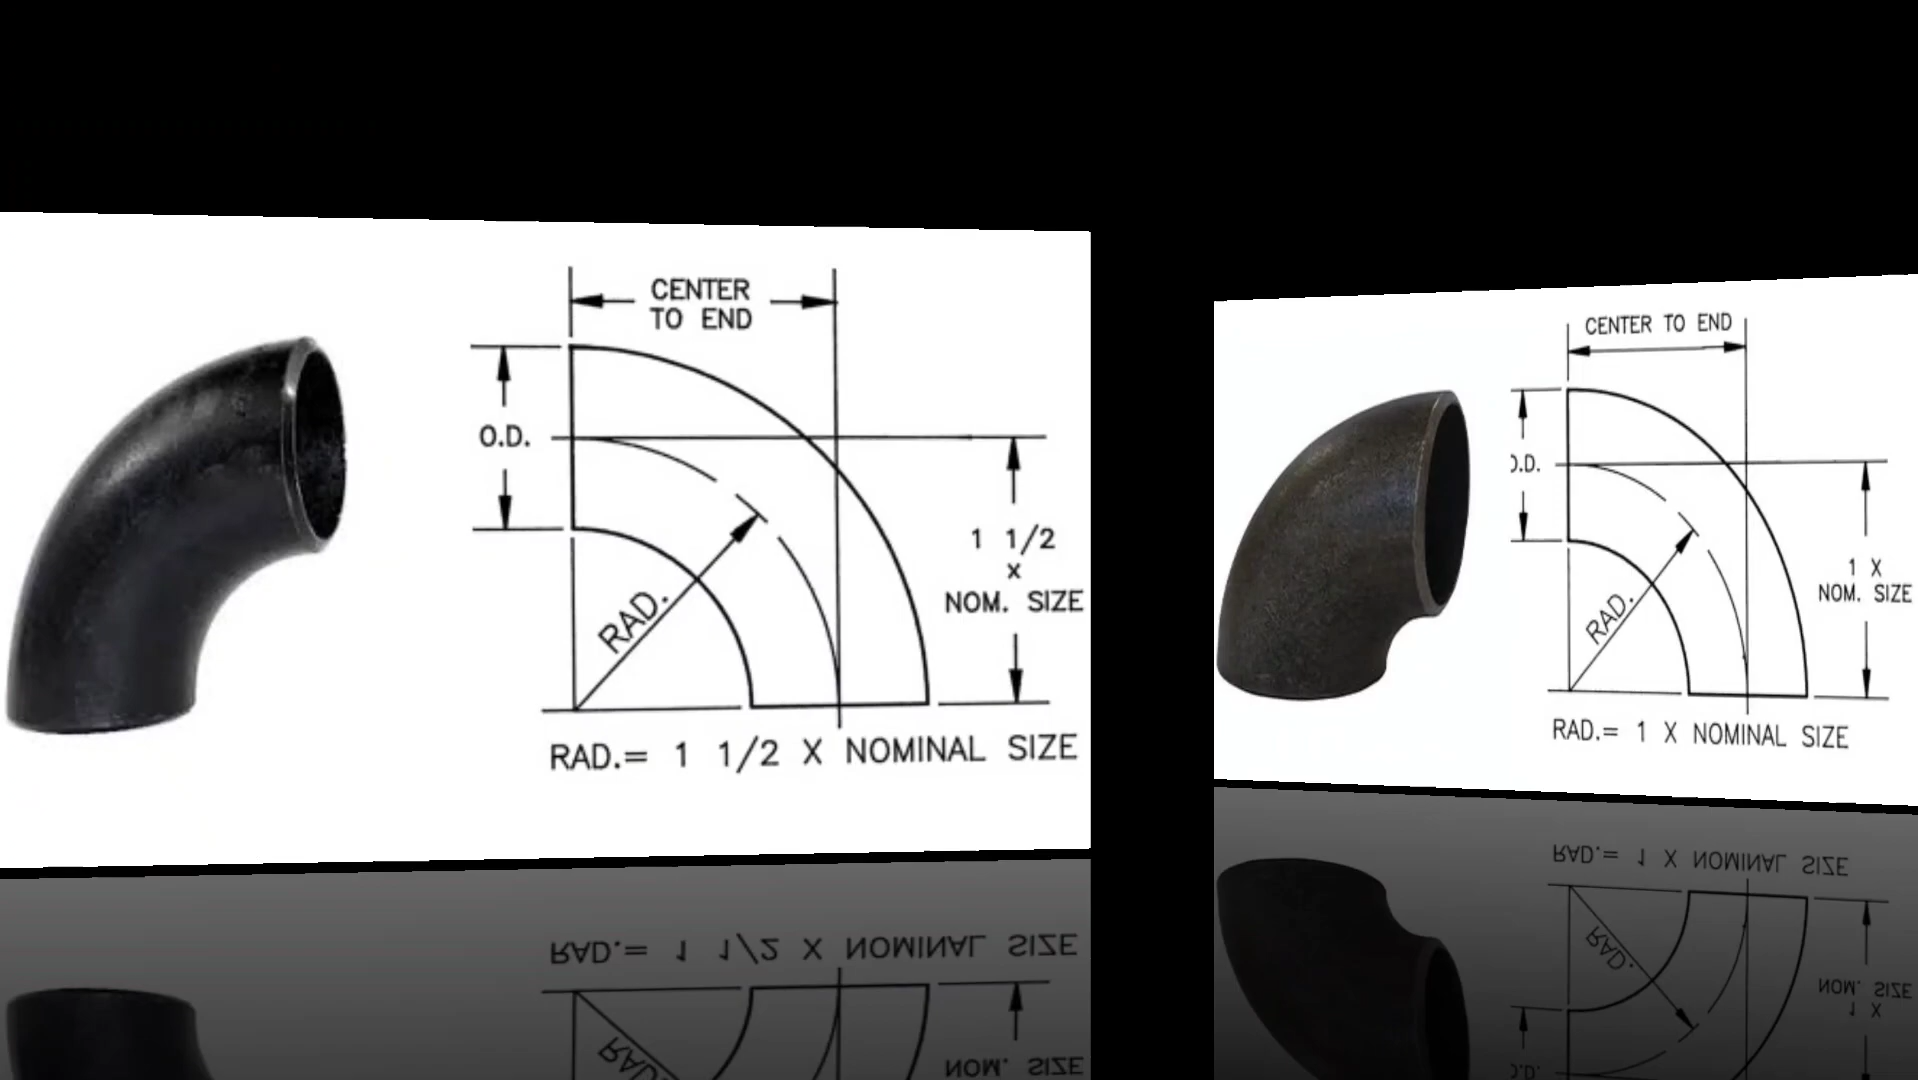 CENTER
TO END
O.D.
1 1/2
x
NOM. SIZE
RAD.
RAD.= 1 1/2 X NOMINAL SIZE
CENTER TO END
O.D.
1 X
NOM. SIZE
RAD.
RAD.= 1 X NOMINAL SIZE